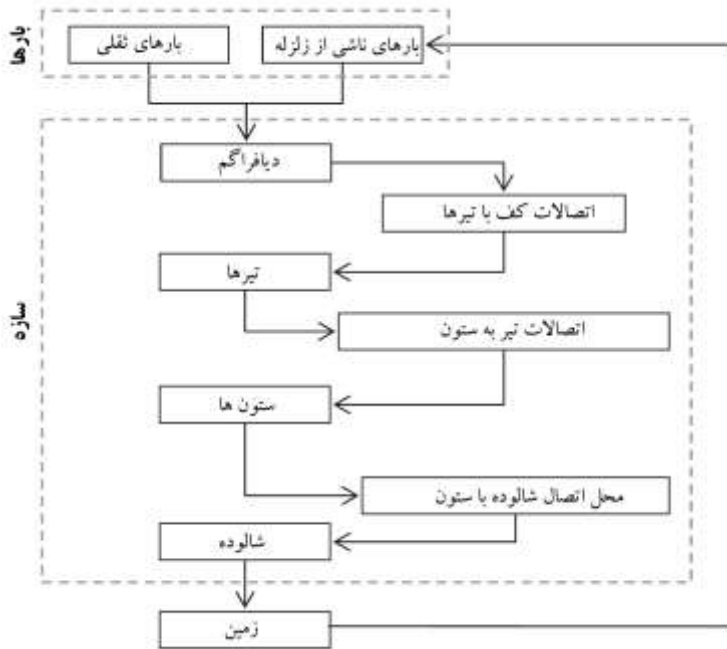 بارها
بارهای ناشی از زلزله
بارهای ثقلی
سازه
دیافراگم
اتصالات کف با تیرها
تیرها
اتصالات تیر به ستون
ستون ها
محل اتصال شالوده با ستون
شالوده
زمین